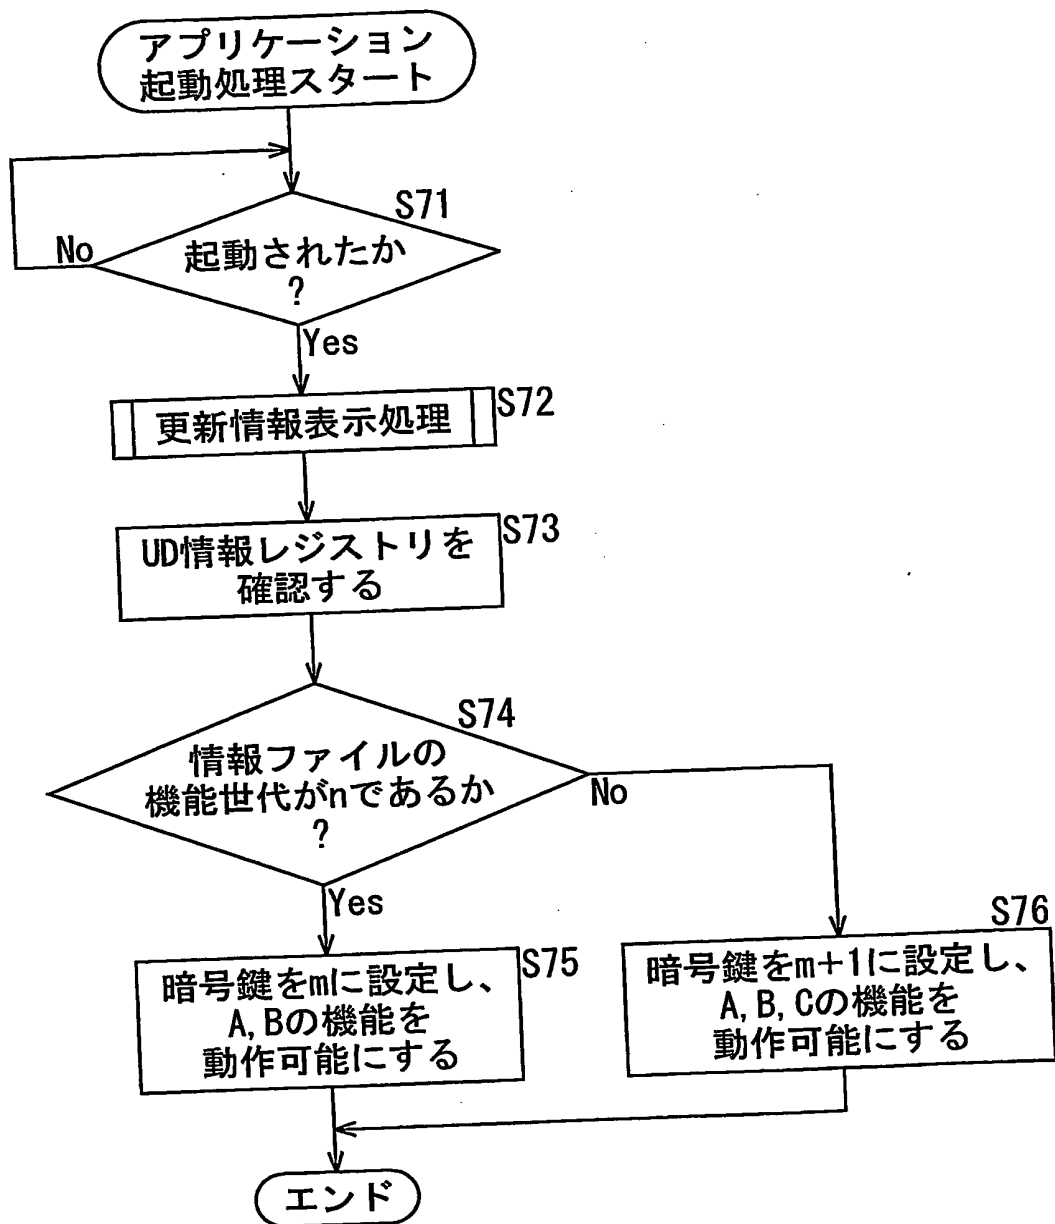 アプリケーション
起動処理スタート
S71
起動されたか
?
No
Yes
S72
更新情報表示処理
S73
UD情報レジストリを
確認する
S74
情報ファイルの
機能世代がnであるか
?
No
Yes
S75
暗号鍵をmに設定し、
A,Bの機能を
動作可能にする
S76
暗号鍵をm+1に設定し、
A,B,Cの機能を
動作可能にする
エンド